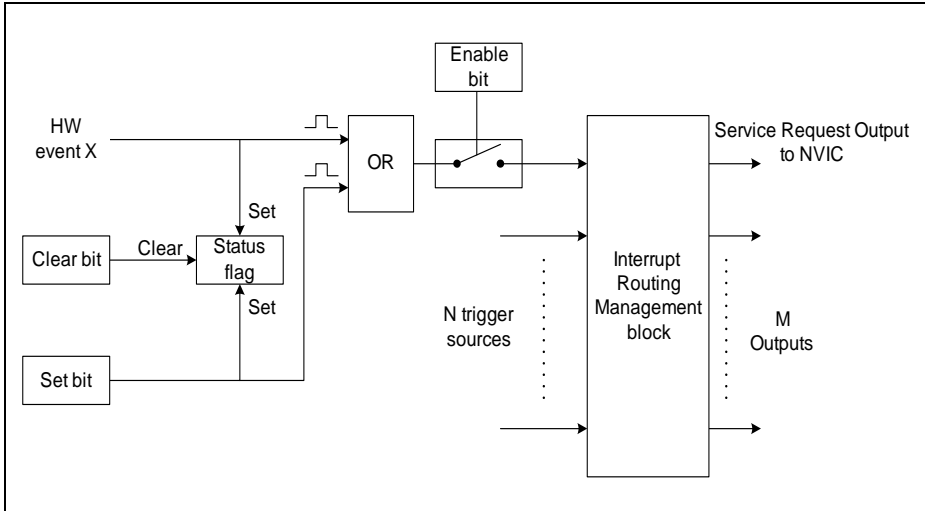 Enable
bit
HW
event X
OR
Service Request Output
to NVIC
Set
Clear bit
Clear
Status
flag
Set
Set bit
N trigger
sources
Interrupt
Routing
Management
block
M
Outputs